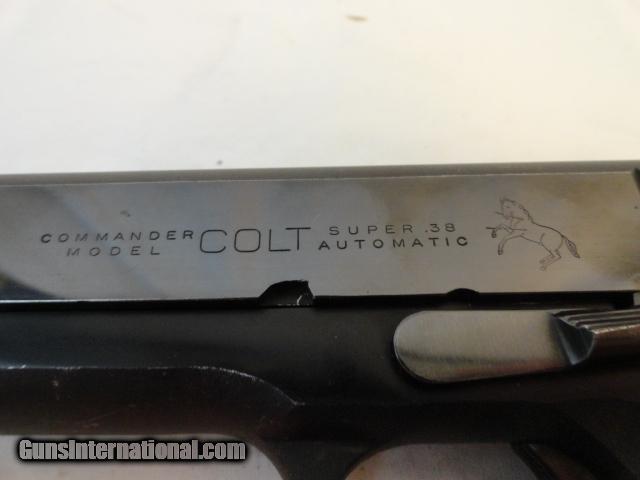 COMMANDER
MODEL
COLT
SUPER .38
AUTOMATIC
GunsInternational.com